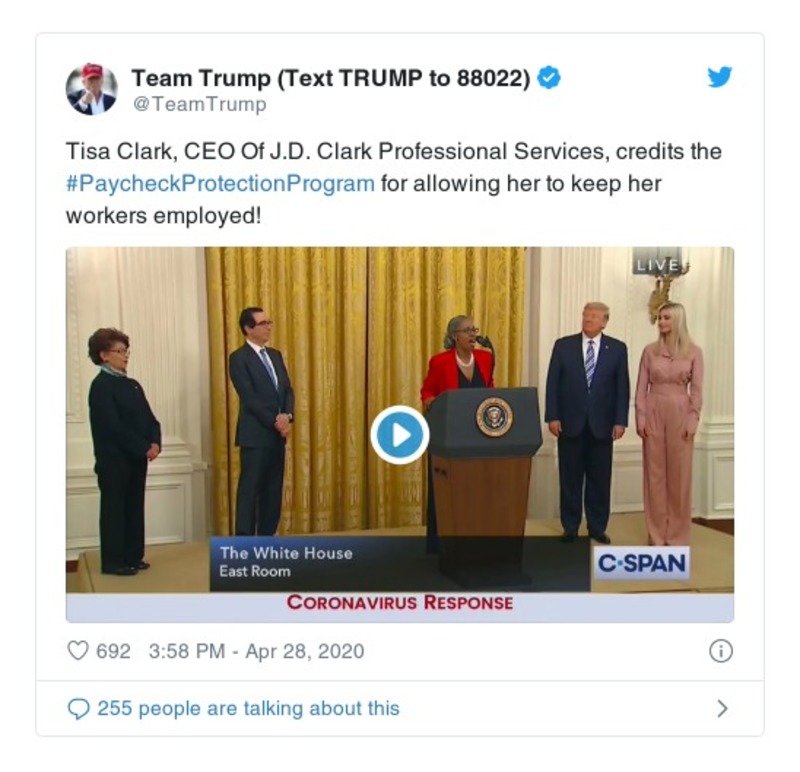 Team Trump (Text TRUMP to 88022)
@TeamTrump
Tisa Clark, CEO Of J.D. Clark Professional Services, credits the
#PaycheckProtectionProgram for allowing her to keep her
workers employed!
LIVE
The White House
East Room
C-SPAN
CORONAVIRUS RESPONSE
692 3:58 PM - Apr 28, 2020
255 people are talking about this